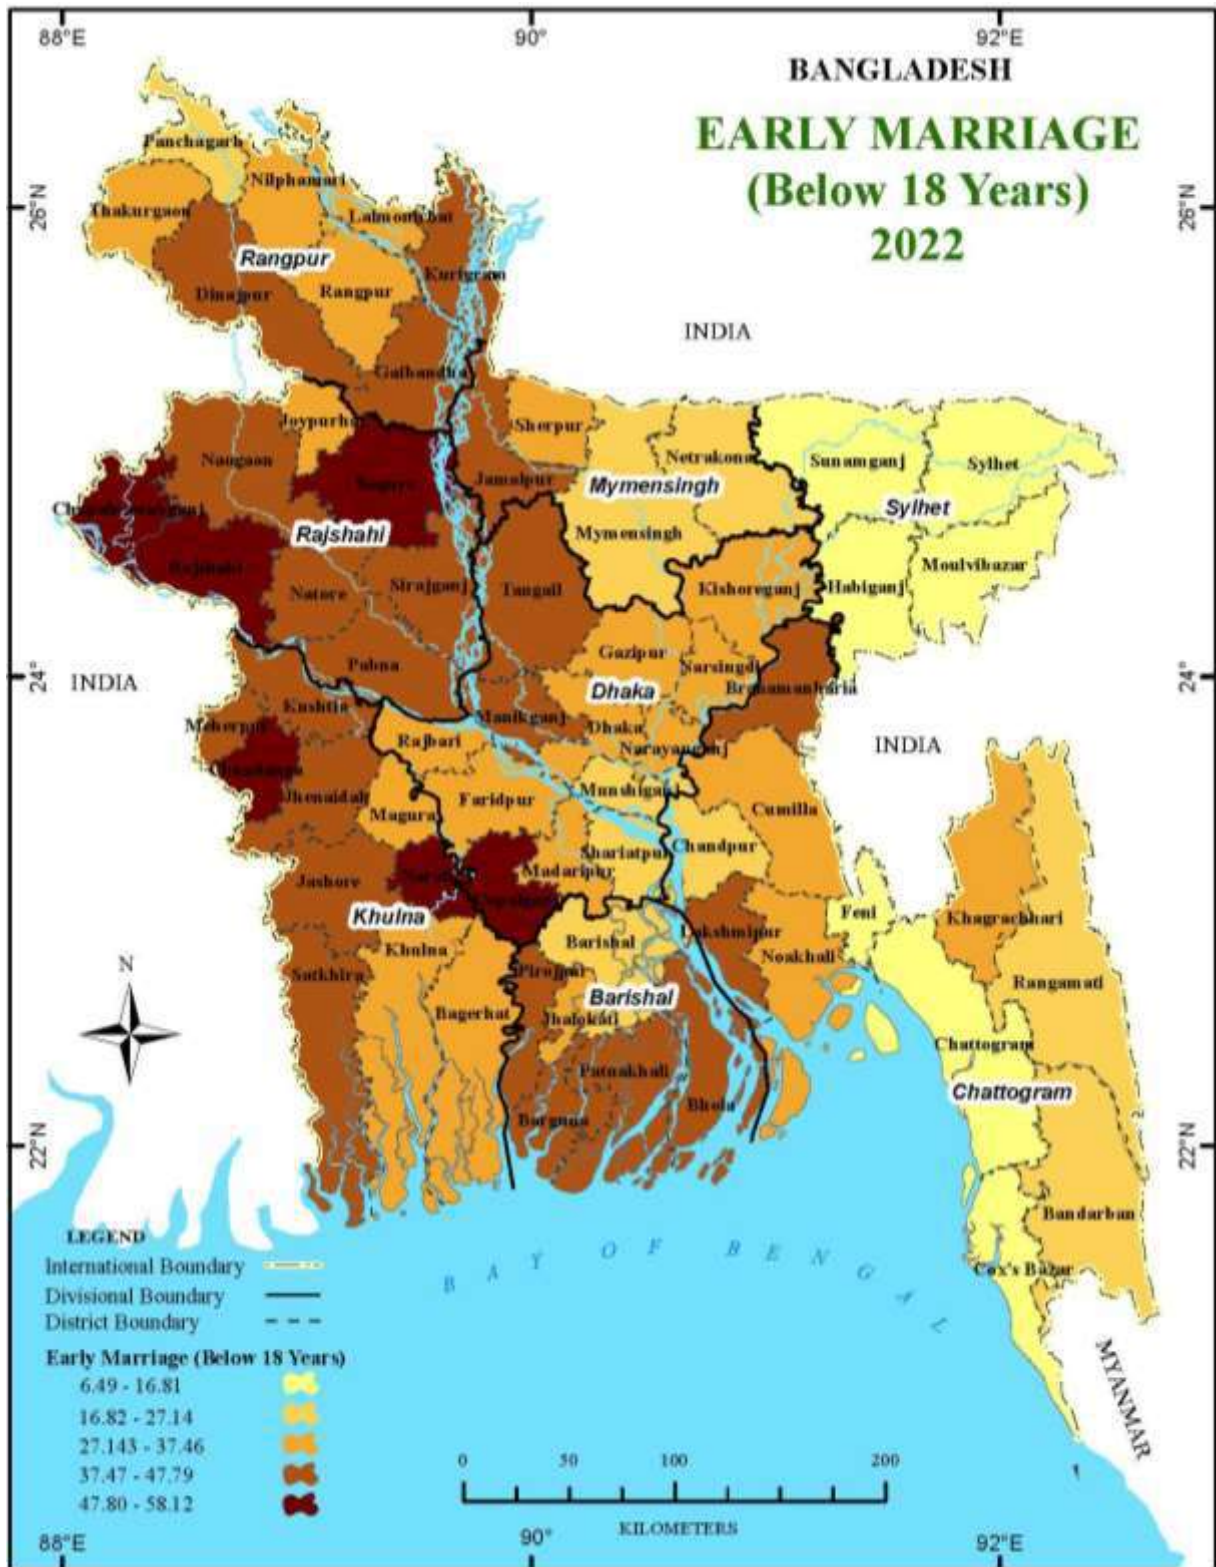 88°E
90°
92°E
BANGLADESH
EARLY MARRIAGE
(Below 18 Years)
2022
26°N
26°N
Panchagarh
Nilphamari
Thakurgaon
Lalmonirhat
Rangpur
Kurigram
Dinajpur
Rangpur
INDIA
Gaibandha
Joypurhat
Sherpur
Naogaon
Netrakona
Sunamganj
Sylhet
Jamalpur
Bogura
Mymensingh
Sylhet
Rajshahi
Mymensingh
Rajshahi
Moulvibazar
Natore
Sirajganj
Tangail
Kishoreganj
Habiganj
Gazipur
Narsingdi
Pabna
24°N
INDIA
24°N
Dhaka
Brahamanbaria
Kushtia
Manikganj
Meherpur
Rajbari
Dhaka
Narayanganj
INDIA
Jhenaidah
Faridpur
Munshiganj
Magura
Cumilla
Shariatpur
Chandpur
Madaripur
Jashore
Khulna
Feni
Khagrachhari
Lakshmipur
Khulna
Barishal
Noakhali
N
Satkhira
Pirojpur
Barishal
Rangamati
Bagerhat
Jhalokati
Chattogram
Patuakhali
Chattogram
Barguna
Bhola
22°N
22°N
Bandarban
LEGEND
BAY OF BENGAL
Cox's Bazar
International Boundary
Divisional Boundary
District Boundary
MYANMAR
Early Marriage (Below 18 Years)
6.49 - 16.81
16.82 - 27.14
27.143 - 37.46
37.47 - 47.79
47.80 - 58.12
0 50 100 200
KILOMETERS
88°E
90°
92°E